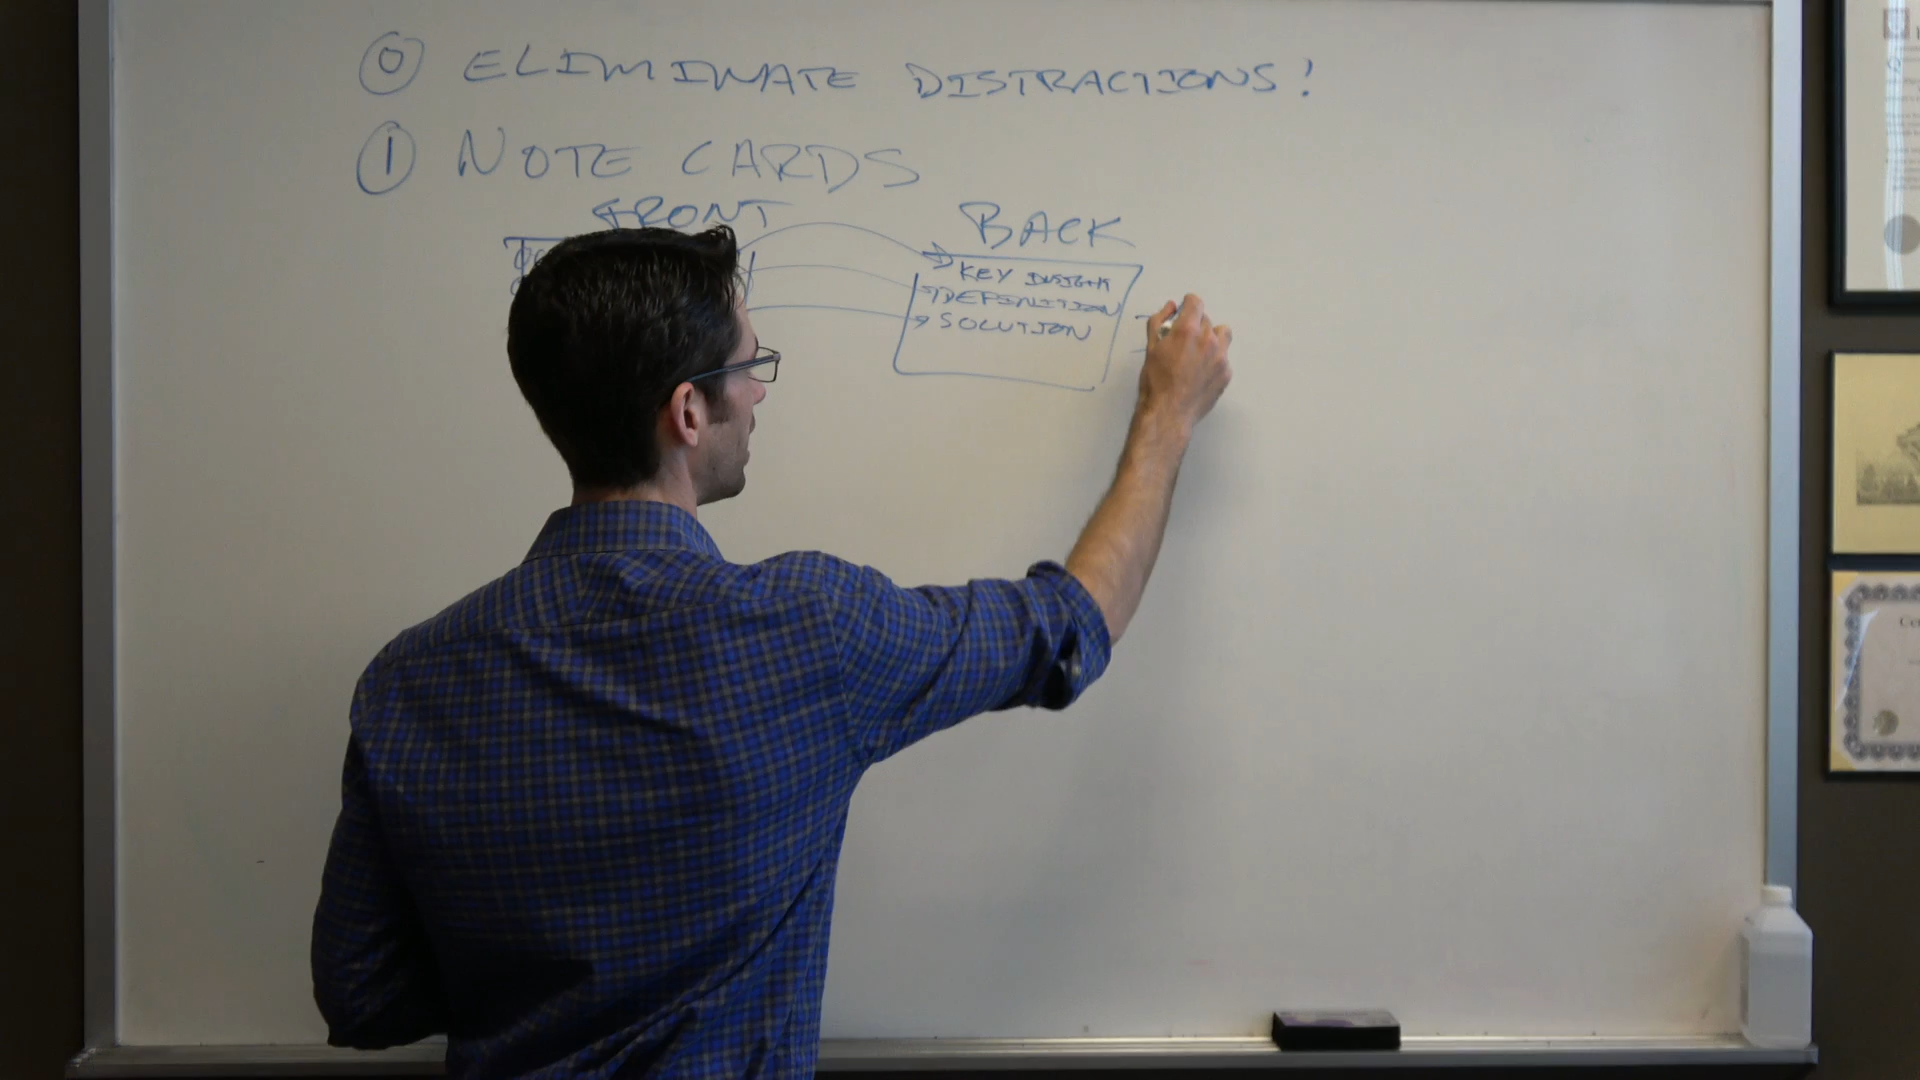 0 ELIMINATE DISTRACTIONS!
1 NOTE CARDS
FRONT BACK
KEY INSIGHT
DEFINITION
SOLUTION